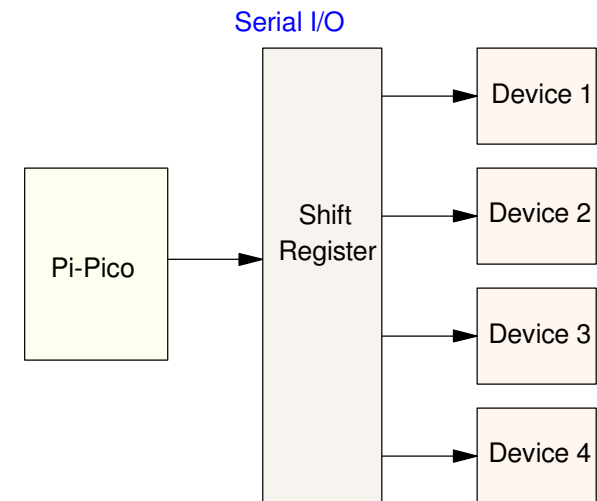 Serial I/O
Pi-Pico
Shift
Register
Device 1
Device 2
Device 3
Device 4